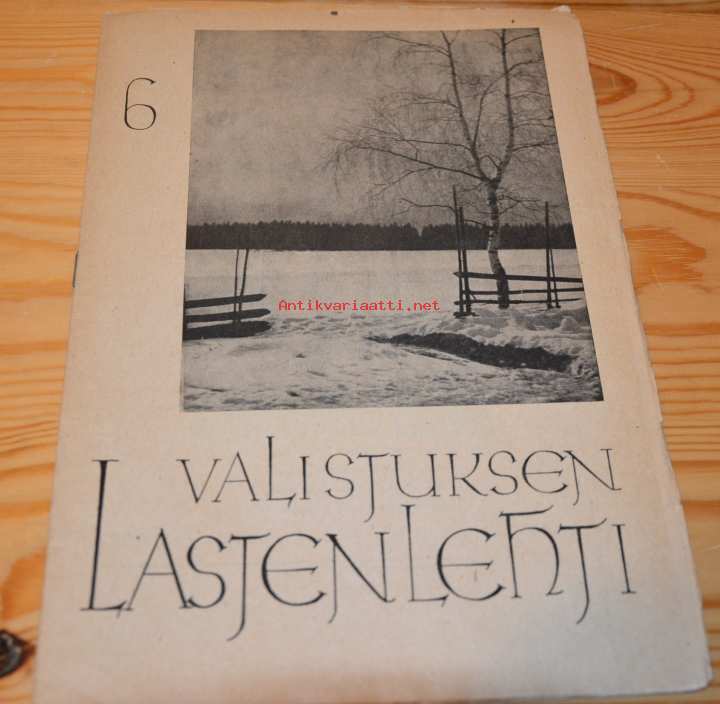 6
Antikvariaatti.net
VALISTUKSEN
LASTENLEHTI